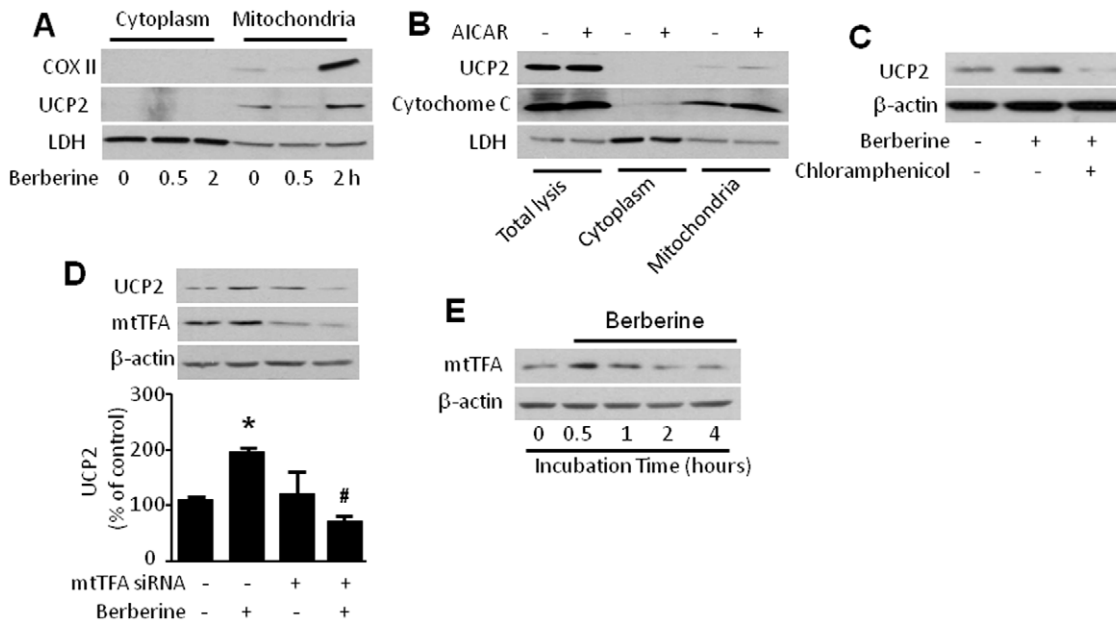 A
Cytoplasm Mitochondria
COX II
UCP2
LDH
Berberine 0 0.5 2 0 0.5 2 h
B
AICAR - + - + - +
UCP2
Cytochome C
LDH
Total lysis
Cytoplasm
Mitochondria
C
UCP2
β-actin
Berberine - + +
Chloramphenicol - - +
D
UCP2
mtTFA
β-actin
300
200
100
0
UCP2
(% of control)
*
#
mtTFA siRNA - - + +
Berberine - + - +
E
Berberine
mtTFA
β-actin
0 0.5 1 2 4
Incubation Time (hours)